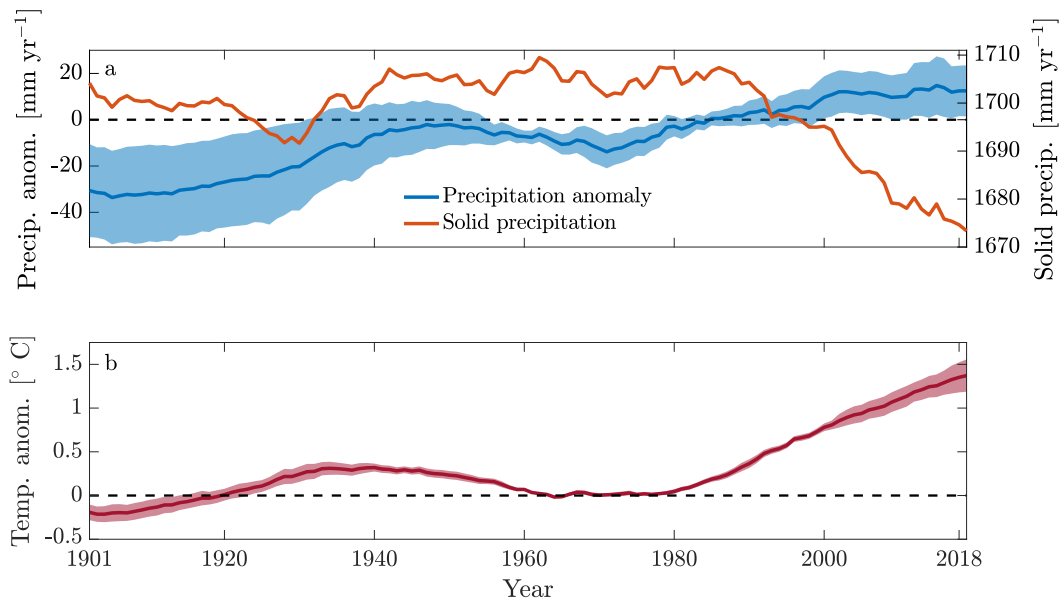 a
Precip. anom. [mm yr−1]
20
0
-20
-40
Precipitation anomaly
Solid precipitation
1710
1700
1690
1680
1670
Solid precip. [mm yr−1]
b
Temp. anom. [° C]
1.5
1
0.5
0
-0.5
1901 1920 1940 1960 1980 2000 2018
Year